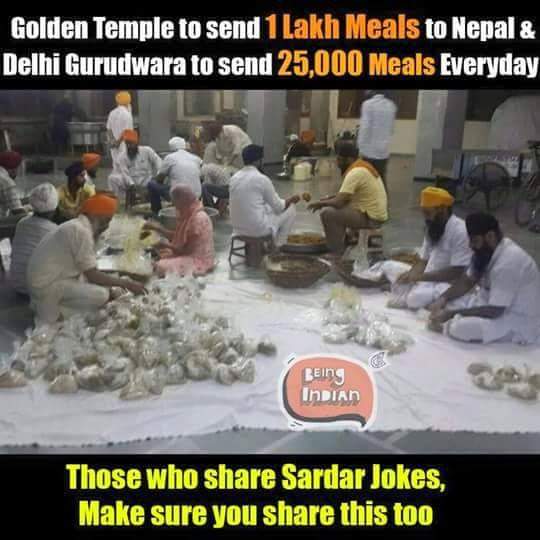 Golden Temple to send 1 Lakh Meals to Nepal &
Delhi Gurudwara to send 25,000 Meals Everyday
BEing
INDIAN
Those who share Sardar Jokes,
Make sure you share this too